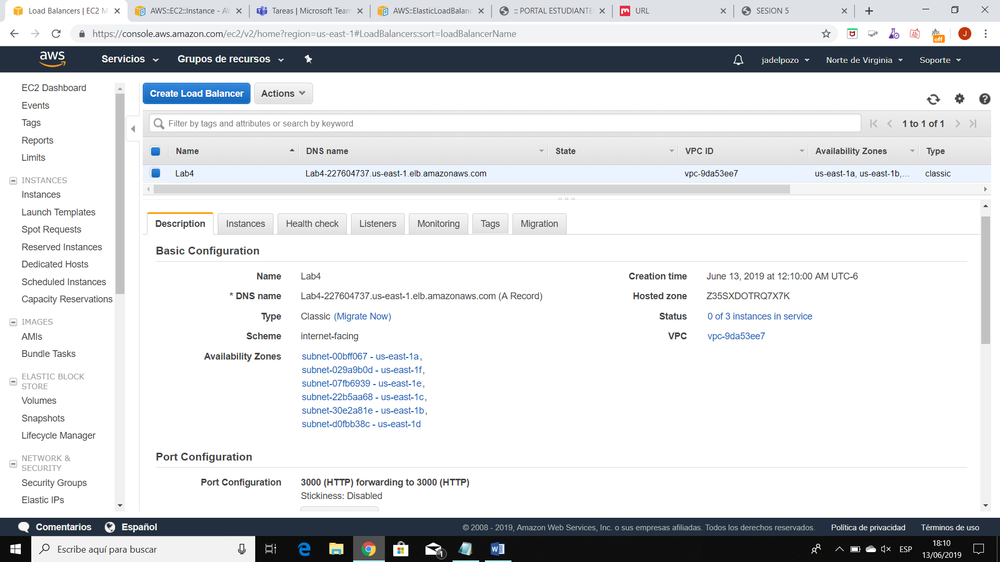 Load Balancers | EC2 M
AWS::EC2::Instance - AW
Tareas | Microsoft Team
AWS::ElasticLoadBalanc
:: PORTAL ESTUDIANTE
URL
SESION 5
https://console.aws.amazon.com/ec2/v2/home?region=us-east-1#LoadBalancers:sort=loadBalancerName
off
J
aws
Servicios
Grupos de recursos
jadelpozo
Norte de Virginia
Soporte
EC2 Dashboard
Events
Tags
Reports
Limits
INSTANCES
Instances
Launch Templates
Spot Requests
Reserved Instances
Dedicated Hosts
Scheduled Instances
Capacity Reservations
IMAGES
AMIs
Bundle Tasks
ELASTIC BLOCK
STORE
Volumes
Snapshots
Lifecycle Manager
NETWORK &
SECURITY
Security Groups
Elastic IPs
Create Load Balancer
Actions
Filter by tags and attributes or search by keyword
1 to 1 of 1
Name DNS name State VPC ID Availability Zones Type
Lab4 Lab4-227604737.us-east-1.elb.amazonaws.com vpc-9da53ee7 us-east-1a, us-east-1b,... classic
Description Instances Health check Listeners Monitoring Tags Migration
Basic Configuration
Name Lab4
* DNS name Lab4-227604737.us-east-1.elb.amazonaws.com (A Record)
Type Classic (Migrate Now)
Scheme internet-facing
Availability Zones subnet-00bff067 - us-east-1a,
subnet-029a9b0d - us-east-1f,
subnet-07fb6939 - us-east-1e,
subnet-22b5aa68 - us-east-1c,
subnet-30e2a81e - us-east-1b,
subnet-d0fbb38c - us-east-1d
Creation time June 13, 2019 at 12:10:00 AM UTC-6
Hosted zone Z35SXDOTRQ7X7K
Status 0 of 3 instances in service
VPC vpc-9da53ee7
Port Configuration
Port Configuration 3000 (HTTP) forwarding to 3000 (HTTP)
Stickiness: Disabled
Comentarios
Español
© 2008 - 2019, Amazon Web Services, Inc. o sus empresas afiliadas. Todos los derechos reservados.
Política de privacidad
Términos de uso
Escribe aquí para buscar
1
ESP
18:10
13/06/2019